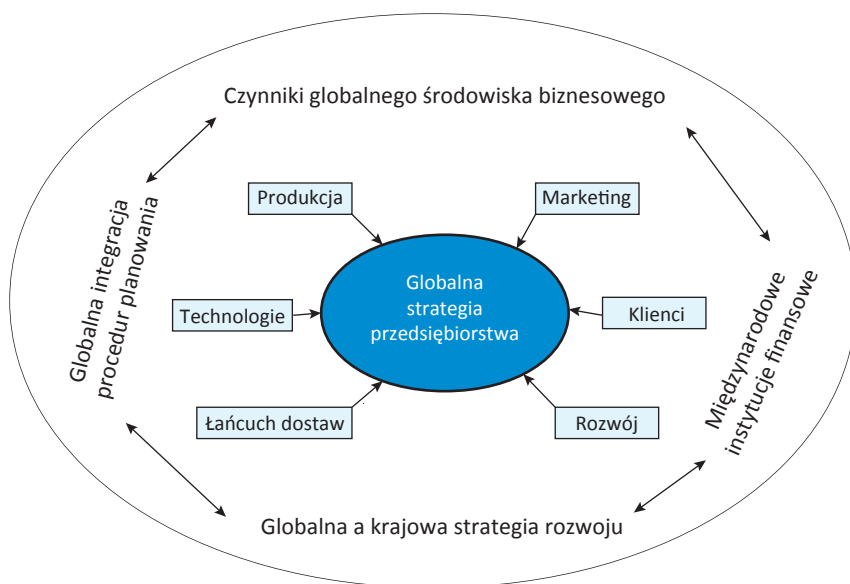 Czynniki globalnego środowiska biznesowego
Globalna integracja
procedur planowania
Produkcja
Marketing
Technologie
Globalna
strategia
przedsiębiorstwa
Klienci
Łańcuch dostaw
Rozwój
Międzynarodowe
instytucje finansowe
Globalna a krajowa strategia rozwoju